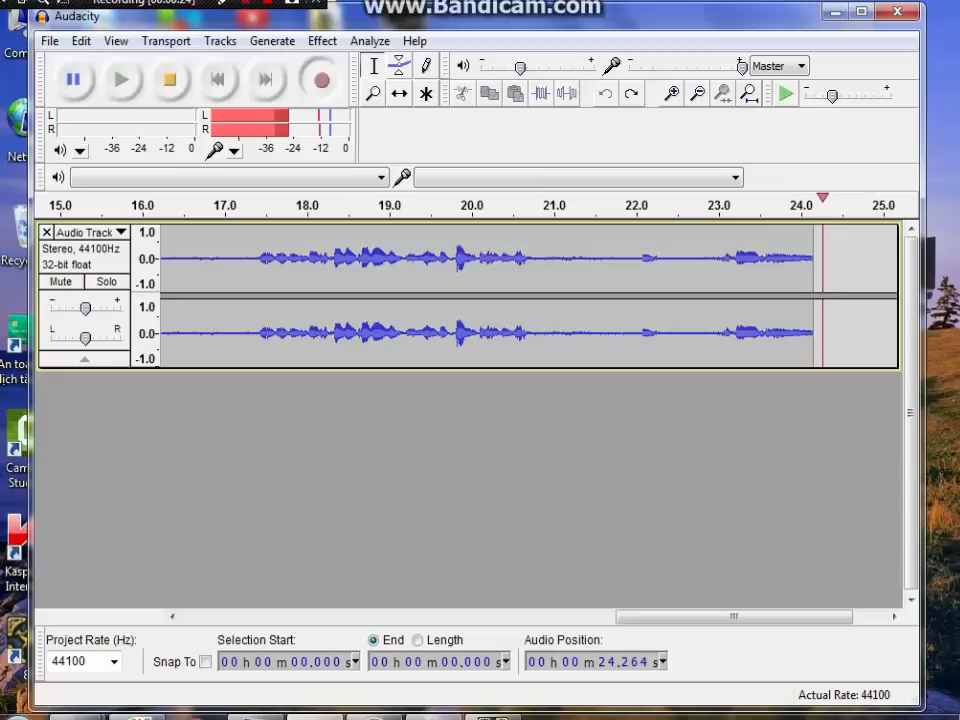 Recording [00:00:24]
www.Bandicam.com
Audacity
File Edit View Transport Tracks Generate Effect Analyze Help
Master
L
R
L
R
-36 -24 -12 0
-36 -24 -12 0
15.0 16.0 17.0 18.0 19.0 20.0 21.0 22.0 23.0 24.0 25.0
Audio Track
Stereo, 44100Hz
32-bit float
Mute Solo
L R
1.0
0.0
-1.0
1.0
0.0
-1.0
Project Rate (Hz):
44100
Snap To
Selection Start:
00 h 00 m 00.000 s
End Length
00 h 00 m 00.000 s
Audio Position:
00 h 00 m 24.264 s
Actual Rate: 44100
Com
Net
Recy
An toa
dịch tà
Cam
Stu
Kasp
Inter